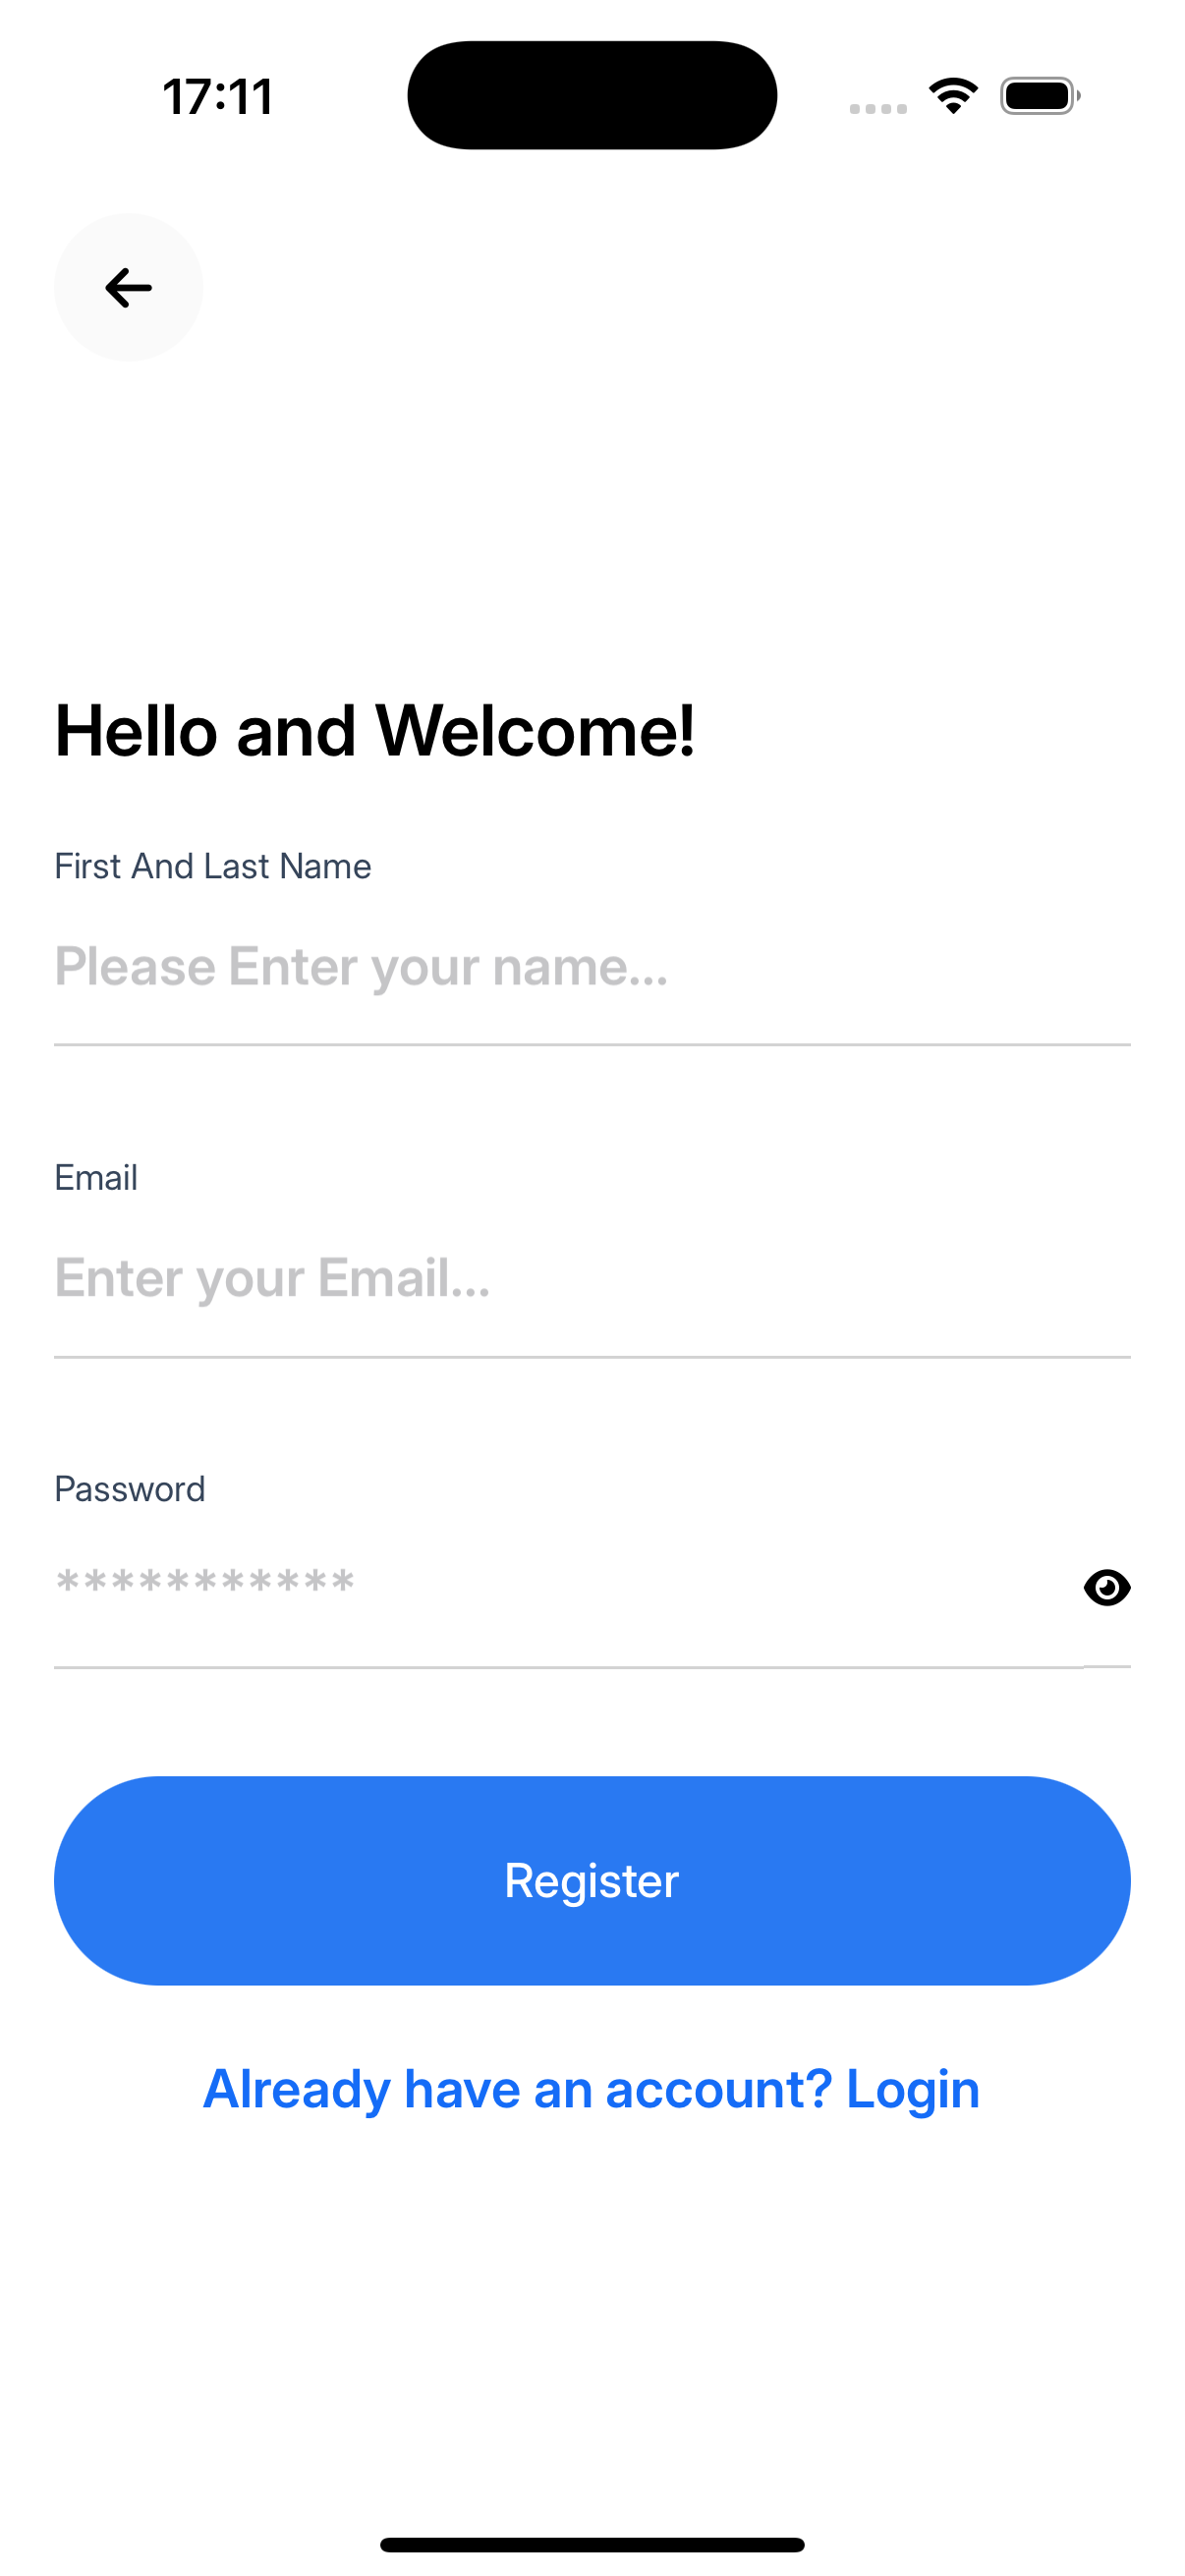 17:11
Hello and Welcome!
First And Last Name
Please Enter your name...
Email
Enter your Email...
Password
***********
Register
Already have an account? Login